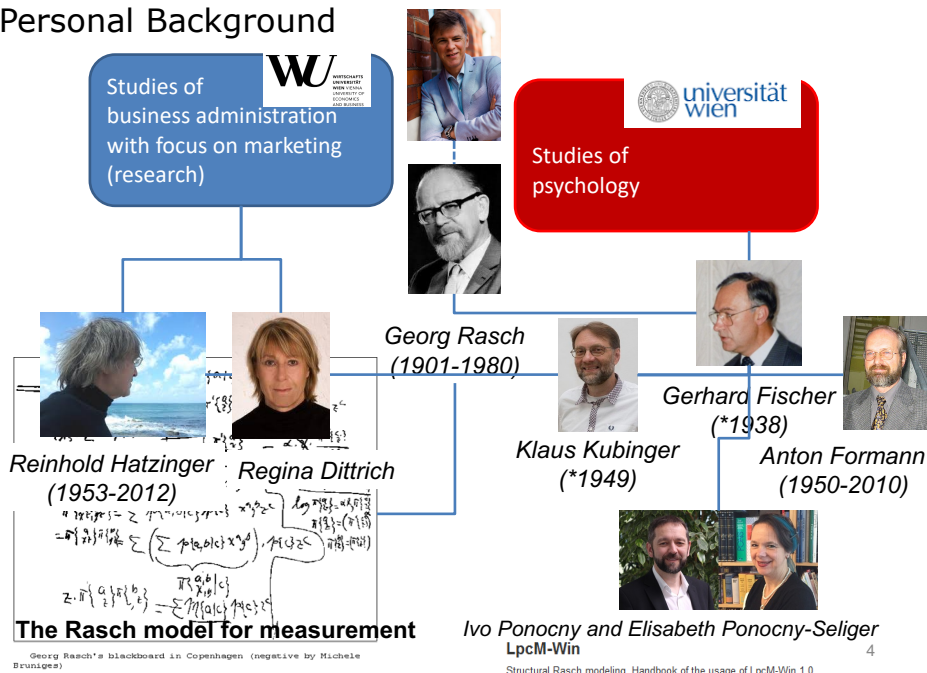 Personal Background
Studies of
business administration
with focus on marketing
(research)
WU
WIRTSCHAFTS
UNIVERSITÄT
WIEN VIENNA
UNIVERSITY OF
ECONOMICS
AND BUSINESS
universität
wien
Studies of
psychology
Georg Rasch
(1901-1980)
Reinhold Hatzinger
(1953-2012)
Regina Dittrich
Klaus Kubinger
(*1949)
Gerhard Fischer
(*1938)
Anton Formann
(1950-2010)
The Rasch model for measurement
Georg Rasch's blackboard in Copenhagen (negative by Michele
Bruniges)
Ivo Ponocny and Elisabeth Ponocny-Seliger
LpcM-Win
4
Structural Rasch modeling. Handbook of the usage of LpcM-Win 1.0